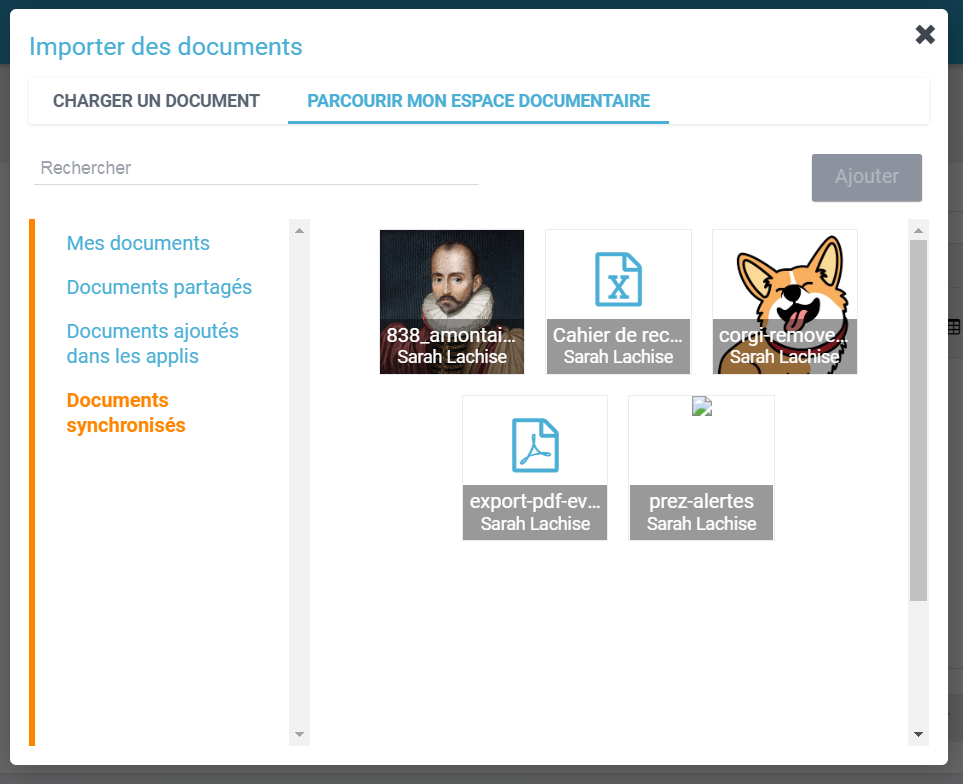 Importer des documents
CHARGER UN DOCUMENT
PARCOURIR MON ESPACE DOCUMENTAIRE
Rechercher
Ajouter
Mes documents
Documents partagés
Documents ajoutés
dans les applis
Documents
synchronisés
838_amontai...
Sarah Lachise
Cahier de rec...
Sarah Lachise
corgi-remove...
Sarah Lachise
export-pdf-ev...
Sarah Lachise
prez-alertes
Sarah Lachise